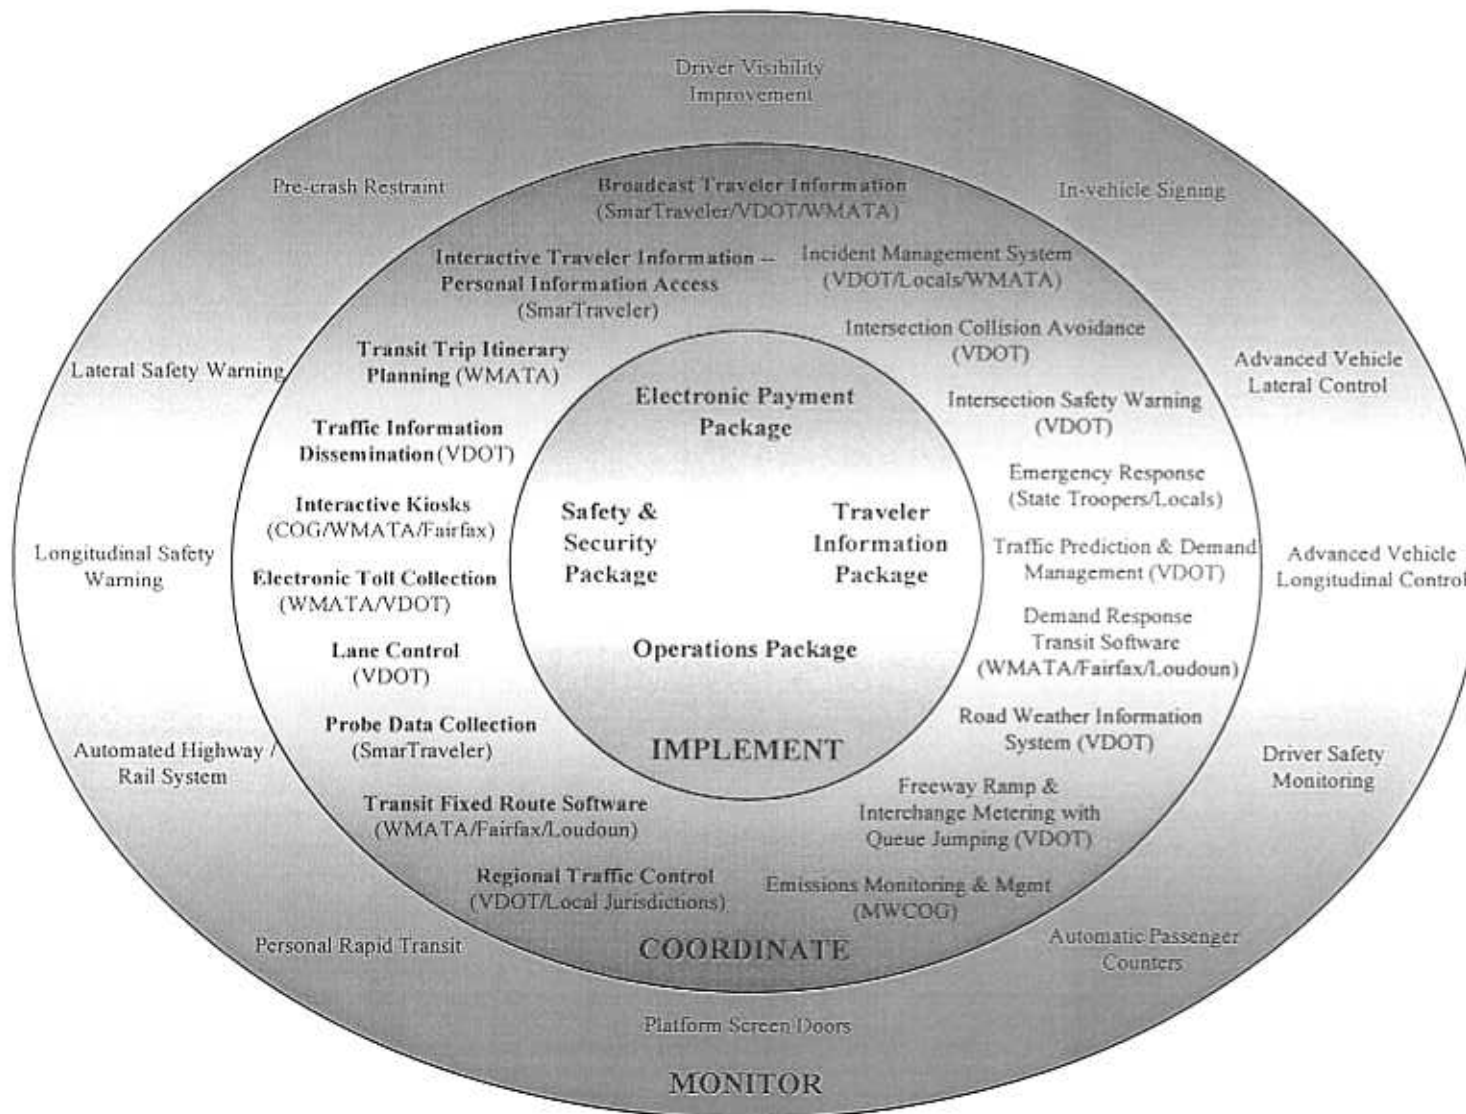 Driver Visibility
Improvement
Pre-crash Restraint
In-vehicle Signing
Broadcast Traveler Information
(SmarTraveler/VDOT/WMATA)
Interactive Traveler Information --
Personal Information Access
(SmarTraveler)
Incident Management System
(VDOT/Locals/WMATA)
Intersection Collision Avoidance
(VDOT)
Transit Trip Itinerary
Planning (WMATA)
Lateral Safety Warning
Advanced Vehicle
Lateral Control
Electronic Payment
Package
Intersection Safety Warning
(VDOT)
Traffic Information
Dissemination (VDOT)
Emergency Response
(State Troopers/Locals)
Interactive Kiosks
(COG/WMATA/Fairfax)
Safety &
Security
Package
Traveler
Information
Package
Traffic Prediction & Demand
Management (VDOT)
Longitudinal Safety
Warning
Advanced Vehicle
Longitudinal Control
Electronic Toll Collection
(WMATA/VDOT)
Demand Response
Transit Software
(WMATA/Fairfax/Loudoun)
Lane Control
(VDOT)
Operations Package
Probe Data Collection
(SmarTraveler)
Road Weather Information
System (VDOT)
Automated Highway /
Rail System
IMPLEMENT
Driver Safety
Monitoring
Transit Fixed Route Software
(WMATA/Fairfax/Loudoun)
Freeway Ramp &
Interchange Metering with
Queue Jumping (VDOT)
Regional Traffic Control
(VDOT/Local Jurisdictions)
Emissions Monitoring & Mgmt
(MWCOG)
Personal Rapid Transit
COORDINATE
Automatic Passenger
Counters
Platform Screen Doors
MONITOR